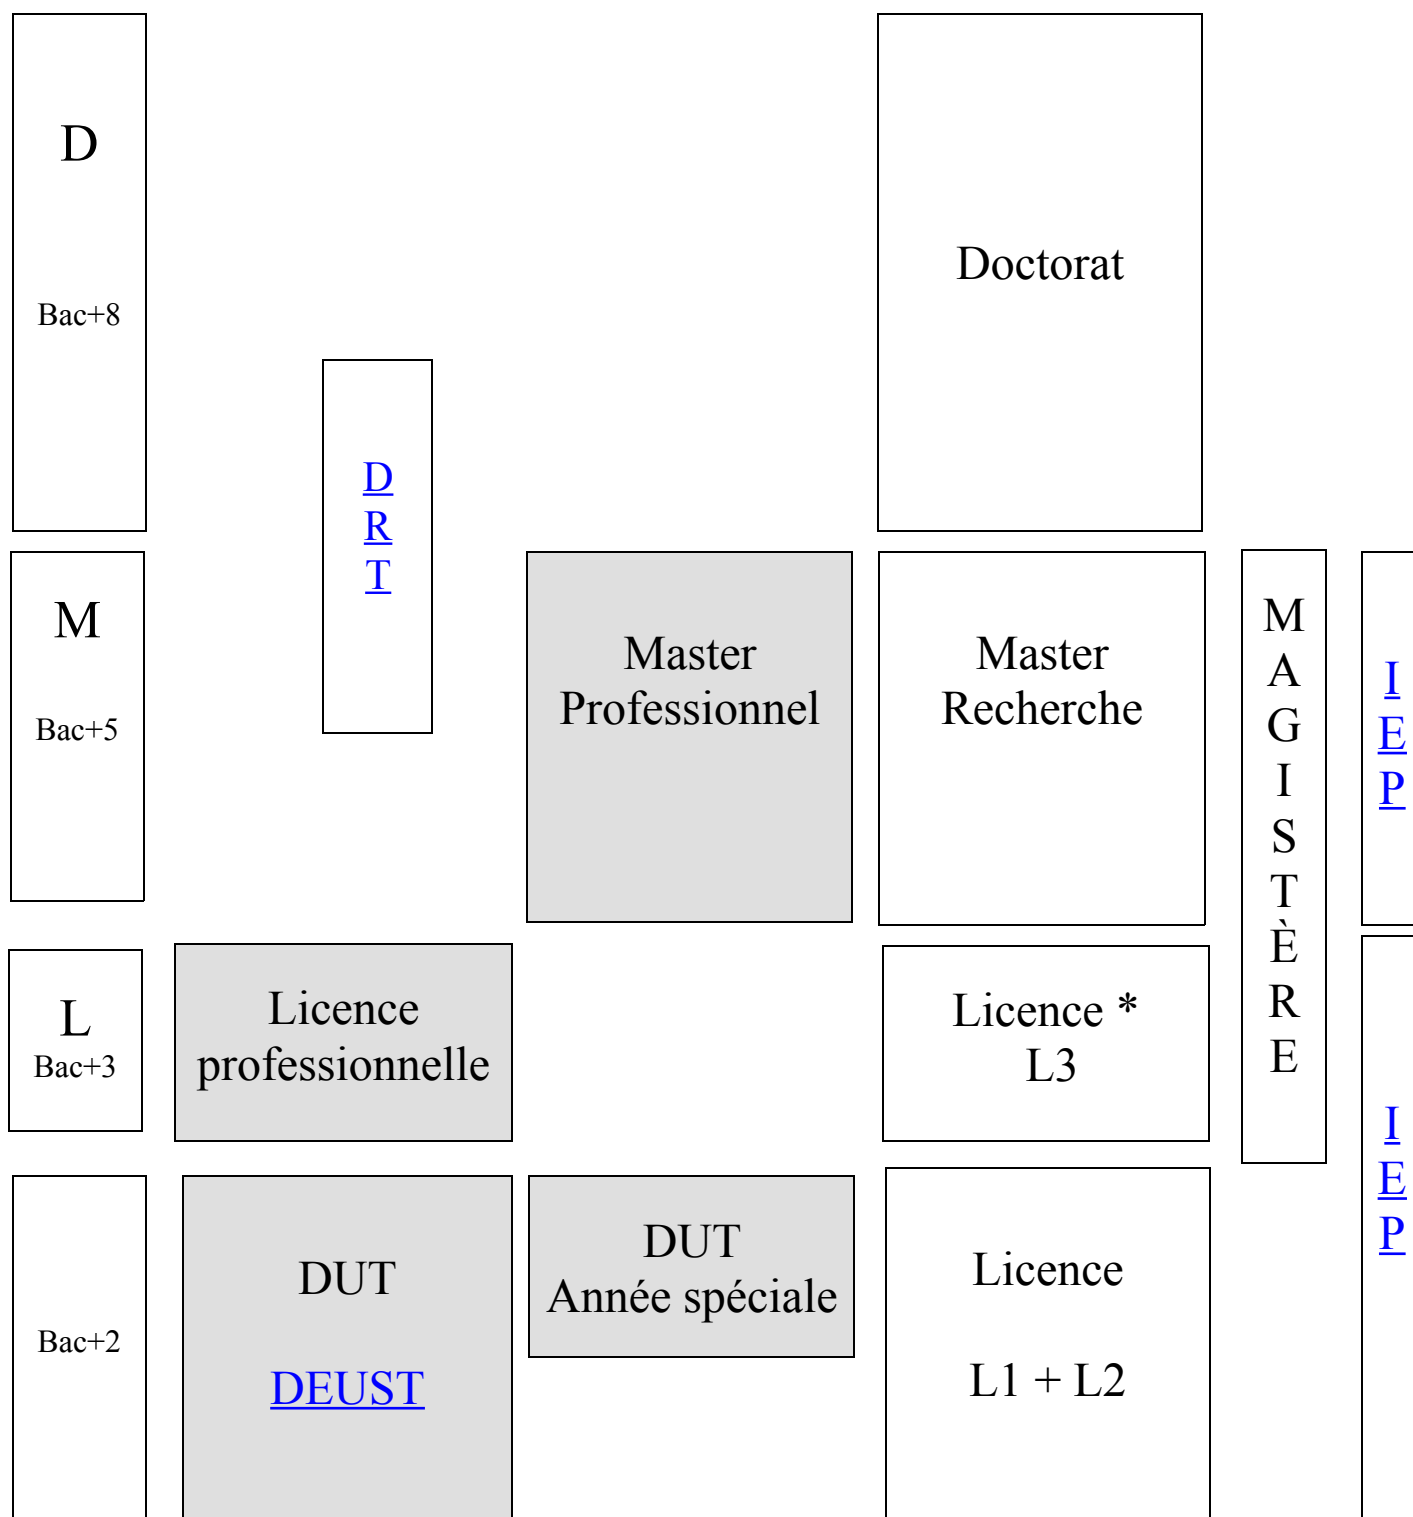 D
Bac+8
Doctorat
D
R
T
M
Bac+5
Master
Professionnel
Master
Recherche
M
A
G
I
S
T
È
R
E
I
E
P
L
Bac+3
Licence
professionnelle
Licence *
L3
I
E
P
Bac+2
DUT
DEUST
DUT
Année spéciale
Licence
L1 + L2